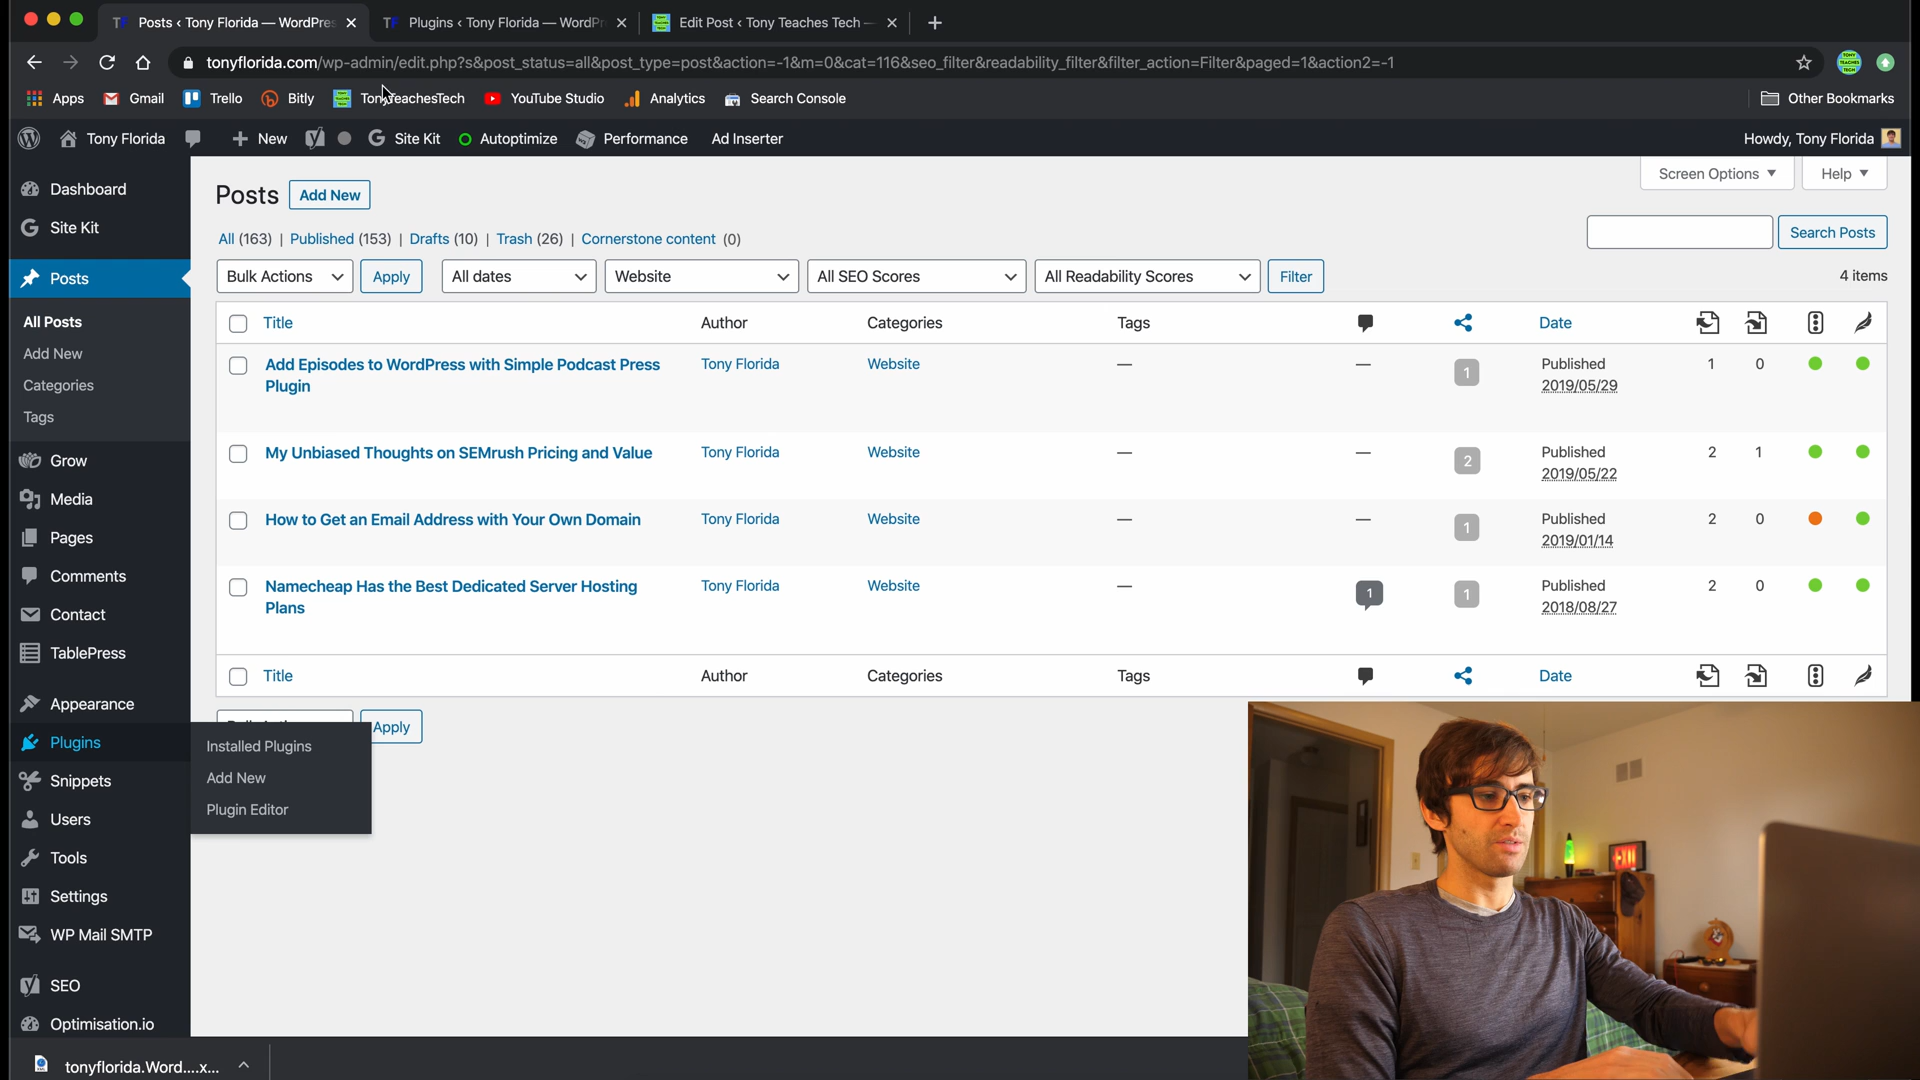 Posts ‹ Tony Florida — WordPres
Plugins ‹ Tony Florida — WordPr
Edit Post ‹ Tony Teaches Tech —
tonyflorida.com/wp-admin/edit.php?s&post_status=all&post_type=post&action=-1&m=0&cat=116&seo_filter&readability_filter&filter_action=Filter&paged=1&action2=-1
Apps Gmail Trello Bitly TonyTeachesTech YouTube Studio Analytics Search Console Other Bookmarks
Tony Florida New Site Kit Autoptimize Performance Ad Inserter Howdy, Tony Florida
Dashboard
Site Kit
Posts
All Posts
Add New
Categories
Tags
Grow
Media
Pages
Comments
Contact
TablePress
Appearance
Plugins
Snippets
Users
Tools
Settings
WP Mail SMTP
SEO
Optimisation.io
Installed Plugins
Add New
Plugin Editor
Screen Options Help
Posts Add New
All (163) | Published (153) | Drafts (10) | Trash (26) | Cornerstone content (0)
Search Posts
Bulk Actions Apply All dates Website All SEO Scores All Readability Scores Filter 4 items
Title Author Categories Tags Date
Add Episodes to WordPress with Simple Podcast Press Tony Florida Website — — 1 Published 1 0
Plugin 2019/05/29
My Unbiased Thoughts on SEMrush Pricing and Value Tony Florida Website — — 2 Published 2 1
2019/05/22
How to Get an Email Address with Your Own Domain Tony Florida Website — — 1 Published 2 0
2019/01/14
Namecheap Has the Best Dedicated Server Hosting Tony Florida Website — 1 1 Published 2 0
Plans 2018/08/27
Title Author Categories Tags Date
Apply
tonyflorida.Word....x...